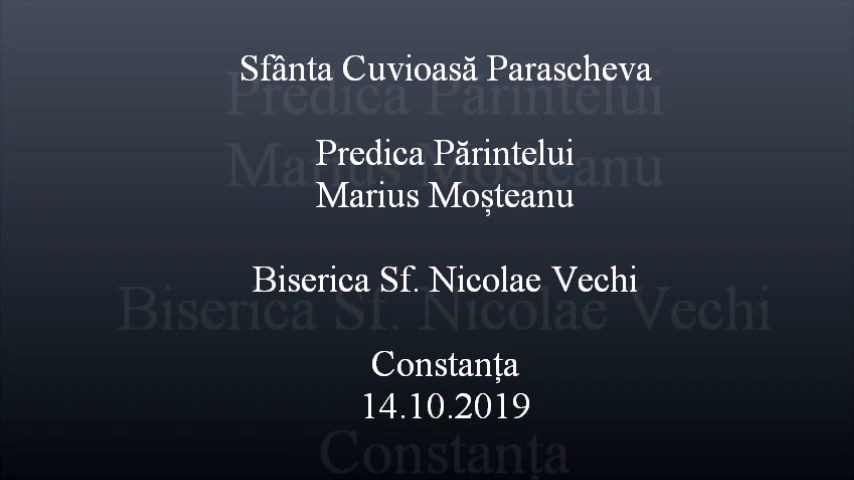 Sfânta Cuvioasă Parascheva
Predica Părintelui
Marius Moșteanu
Biserica Sf. Nicolae Vechi
Constanța
14.10.2019